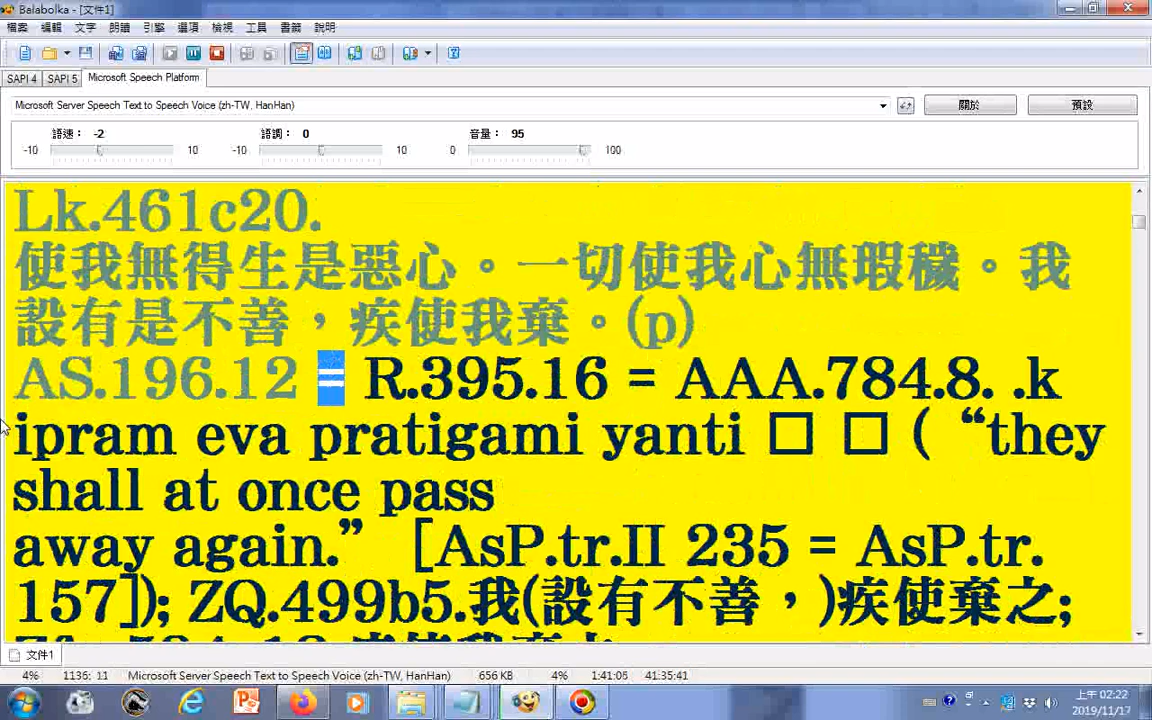 Balabolka - [文件1]
檔案 編輯 文字 朗讀 引擎 選項 檢視 工具 書籤 說明
SAPI 4 SAPI 5 Microsoft Speech Platform
Microsoft Server Speech Text to Speech Voice (zh-TW, HanHan) 關於 預設
語速： -2 語調： 0 音量： 95
-10 10 -10 10 0 100
Lk.461c20.
使我無得生是惡心。一切使我心無瑕穢。我
設有是不善，疾使我棄。(p)
AS.196.12 = R.395.16 = AAA.784.8. .k
ipram eva pratigami yanti □ □ ( “they
shall at once pass
away again.” [AsP.tr.II 235 = AsP.tr.
157]); ZQ.499b5.我(設有不善，)疾使棄之;
文件1
4% 1136: 11 Microsoft Server Speech Text to Speech Voice (zh-TW, HanHan) 656 KB 4% 1:41:05 41:35:41
上午 02:22
2019/11/17